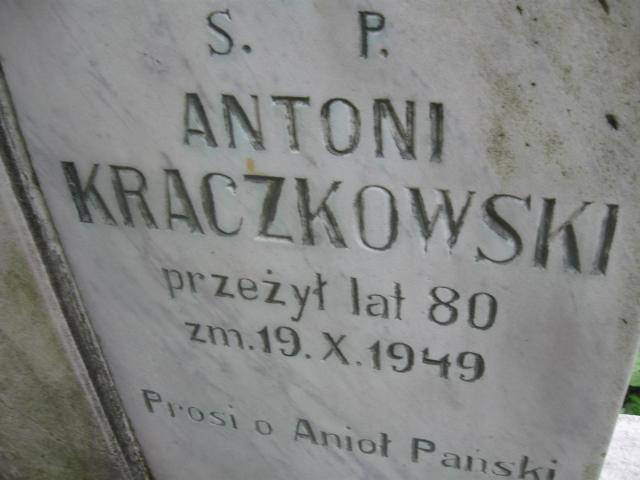 S. P.
ANTONI
KRACZKOWSKI
przeżył lat 80
zm. 19. X. 1949
Prosi o Anioł Pański